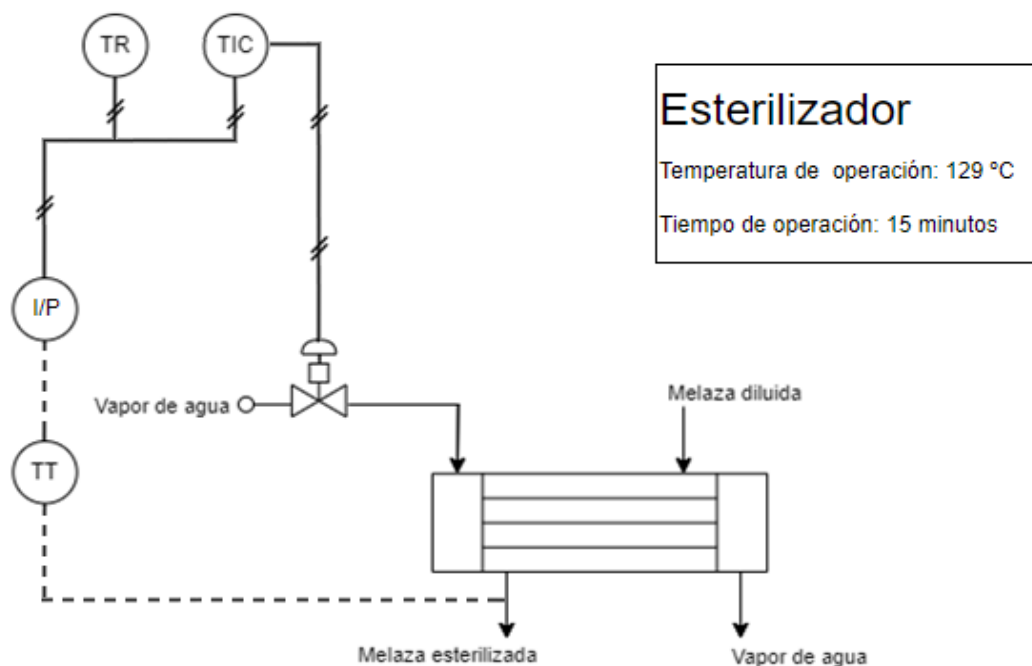 TR
TIC
Esterilizador
Temperatura de operación: 129 ºC
Tiempo de operación: 15 minutos
I/P
Vapor de agua
Melaza diluida
TT
Melaza esterilizada
Vapor de agua